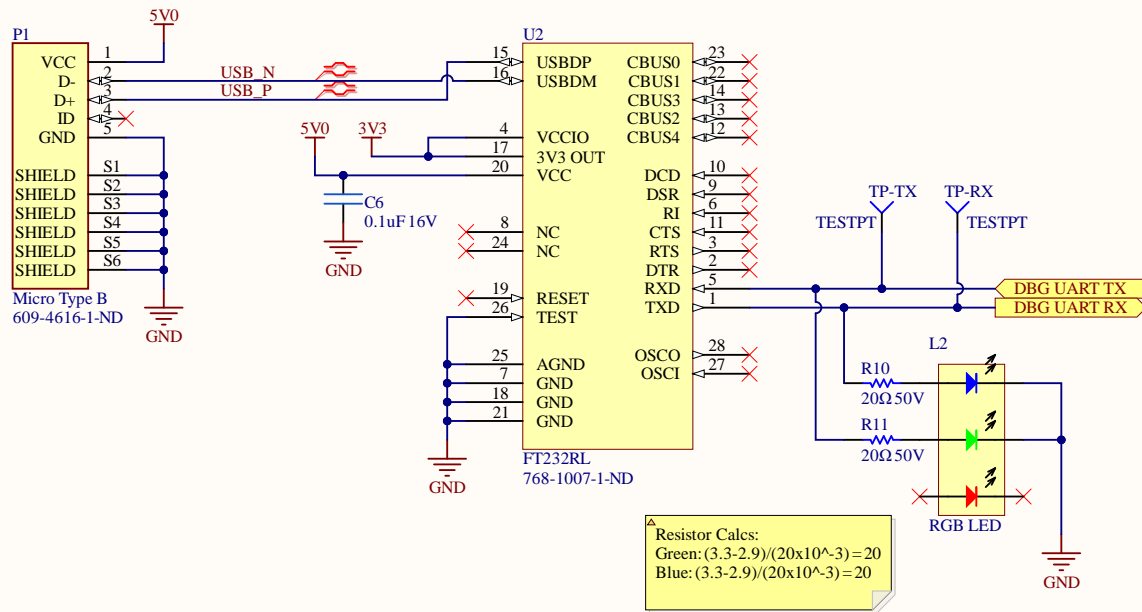 P1
5V0
VCC 1
D- 2
D+ 3
ID 4
GND 5
SHIELD S1
SHIELD S2
SHIELD S3
SHIELD S4
SHIELD S5
SHIELD S6
Micro Type B
609-4616-1-ND
GND
USB_N
USB_P
5V0
3V3
C6
0.1uF 16V
GND
U2
15 USBDP
16 USBDM
4 VCCIO
17 3V3 OUT
20 VCC
8 NC
24 NC
19 RESET
26 TEST
25 AGND
7 GND
18 GND
21 GND
GND
CBUS0 23
CBUS1 22
CBUS3 14
CBUS2 13
CBUS4 12
DCD 10
DSR 9
RI 6
CTS 11
RTS 3
DTR 2
RXD 5
TXD 1
OSCO 28
OSCI 27
FT232RL
768-1007-1-ND
TP-TX
TESTPT
TP-RX
TESTPT
DBG UART TX
DBG UART RX
L2
R10
20Ω 50V
R11
20Ω 50V
RGB LED
GND
Resistor Calcs:
Green: (3.3-2.9)/(20x10^-3) = 20
Blue: (3.3-2.9)/(20x10^-3) = 20